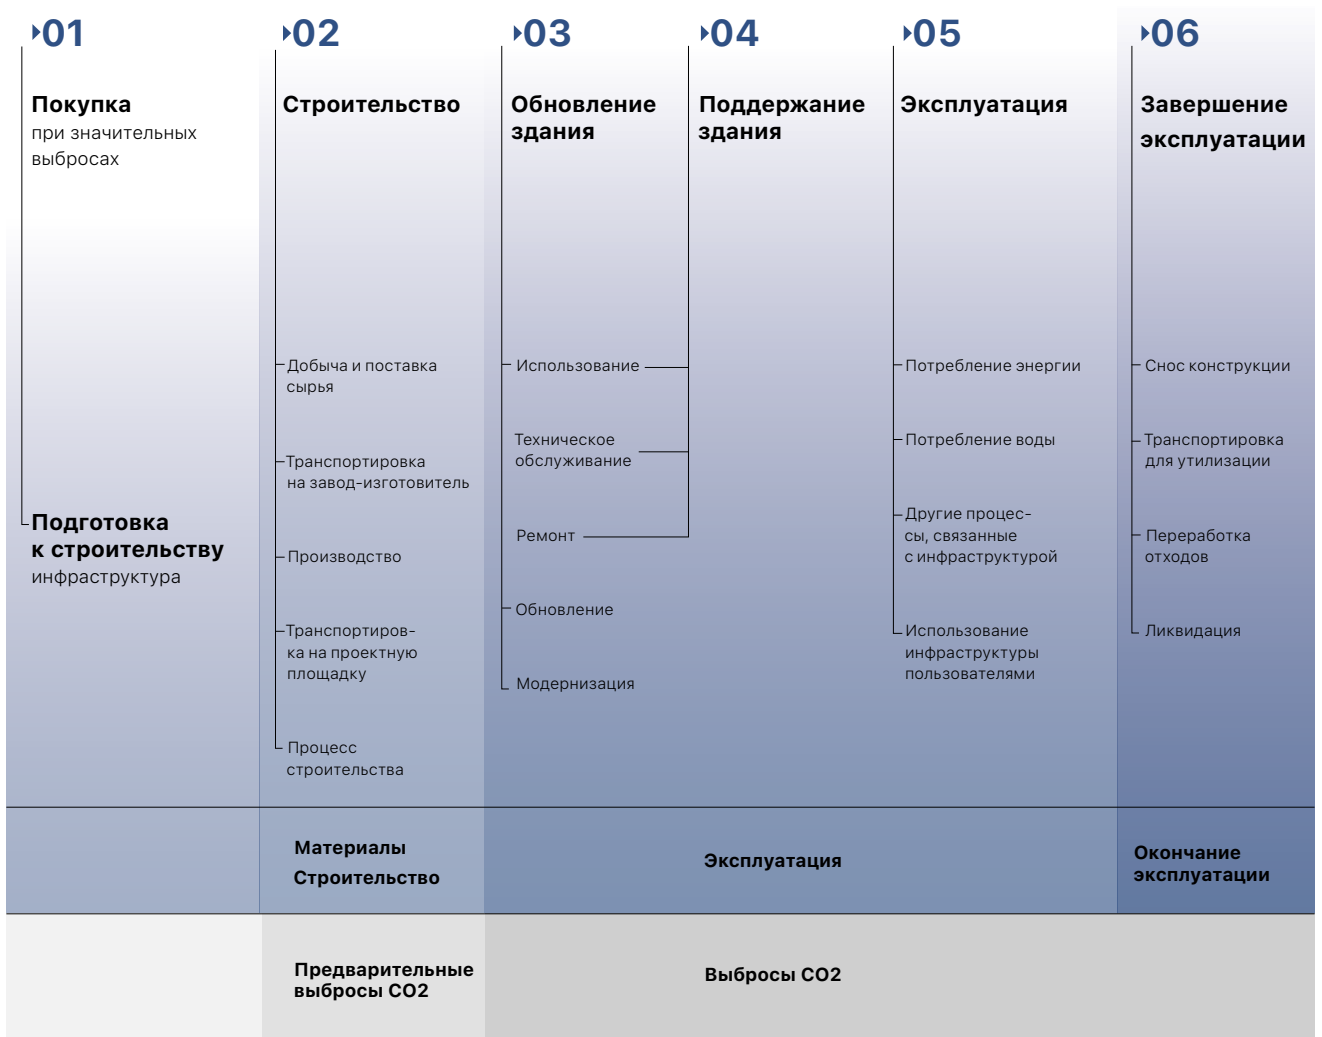 01
Покупка
при значительных
выбросах
Подготовка
к строительству
инфраструктура
02
Строительство
Добыча и поставка
сырья
Транспортировка
на завод-изготовитель
Производство
Транспортиров-
ка на проектную
площадку
Процесс
строительства
03
Обновление
здания
Использование
Техническое
обслуживание
Ремонт
Обновление
Модернизация
04
Поддержание
здания
05
Эксплуатация
Потребление энергии
Потребление воды
Другие процес-
сы, связанные
с инфраструктурой
Использование
инфраструктуры
пользователями
06
Завершение
эксплуатации
Снос конструкции
Транспортировка
для утилизации
Переработка
отходов
Ликвидация
Материалы
Строительство
Эксплуатация
Окончание
эксплуатации
Предварительные
выбросы СО2
Выбросы СО2